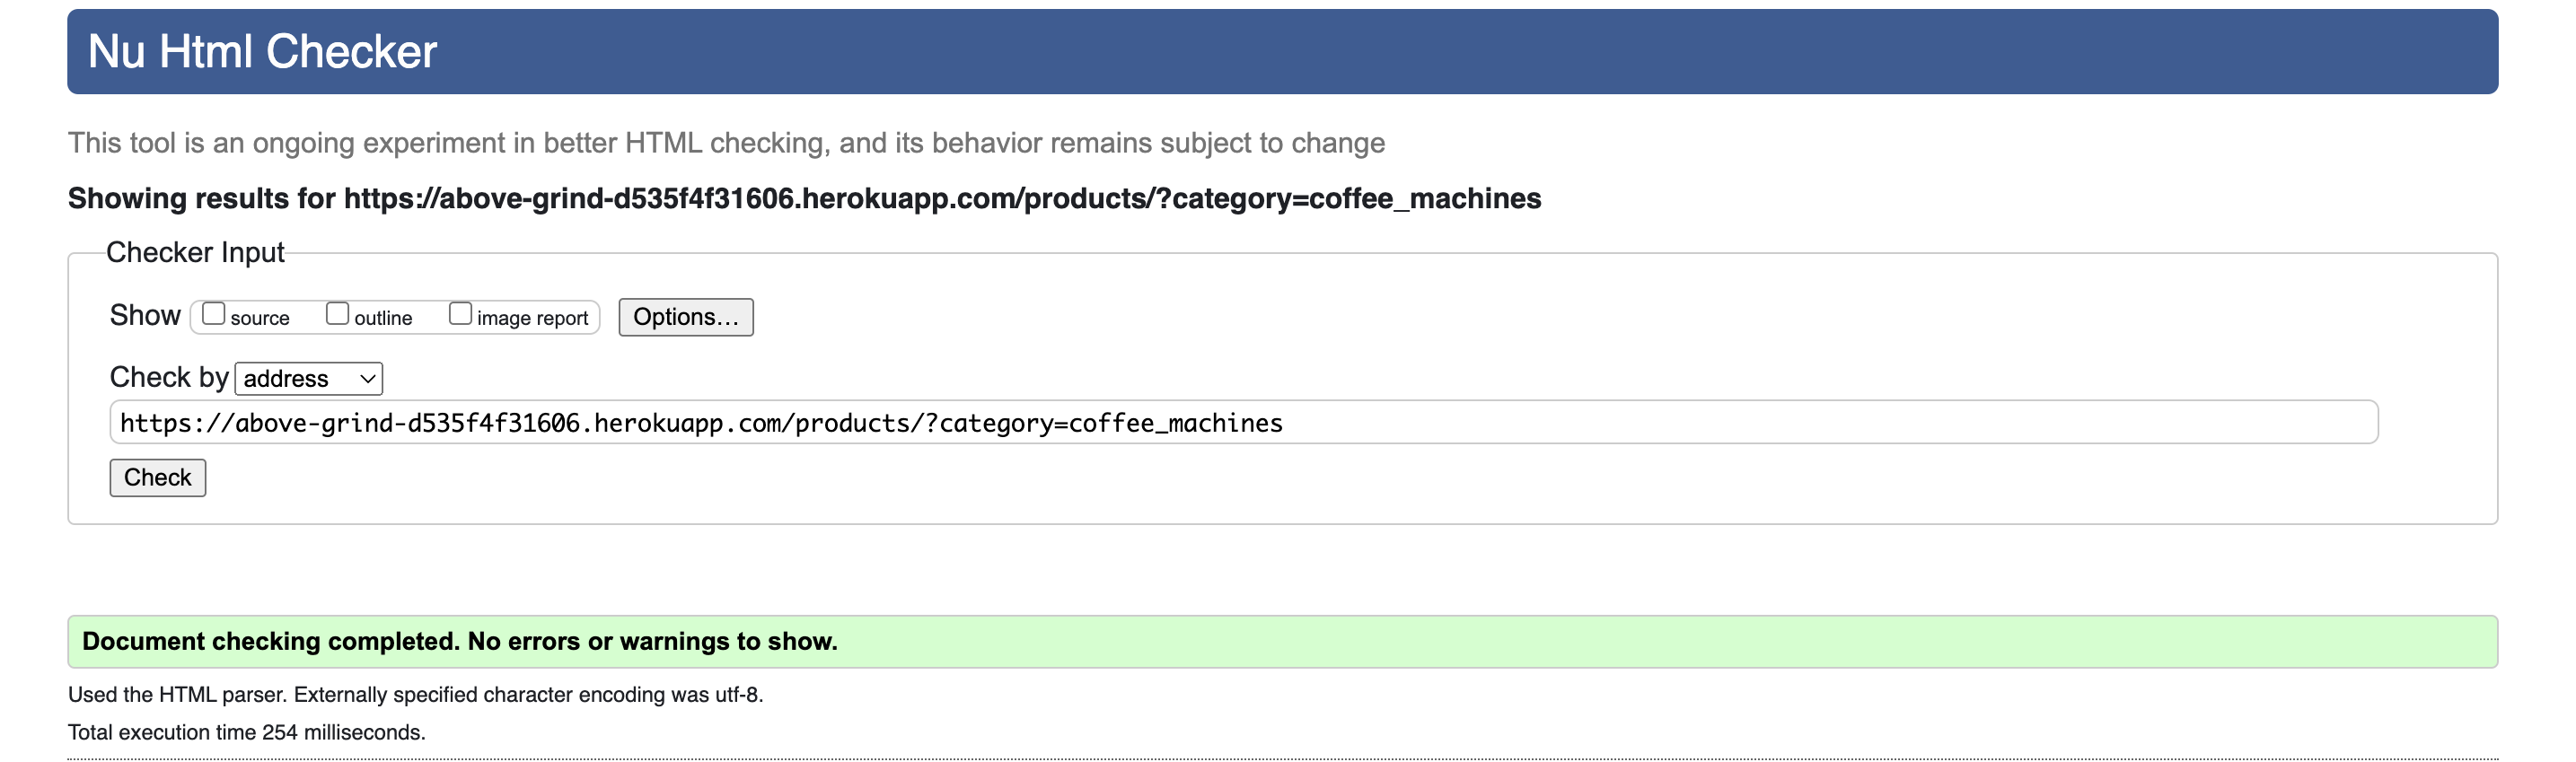 Nu Html Checker
This tool is an ongoing experiment in better HTML checking, and its behavior remains subject to change
Showing results for https://above-grind-d535f4f31606.herokuapp.com/products/?category=coffee_machines
Checker Input
Show source outline image report Options...
Check by address
https://above-grind-d535f4f31606.herokuapp.com/products/?category=coffee_machines
Check
Document checking completed. No errors or warnings to show.
Used the HTML parser. Externally specified character encoding was utf-8.
Total execution time 254 milliseconds.